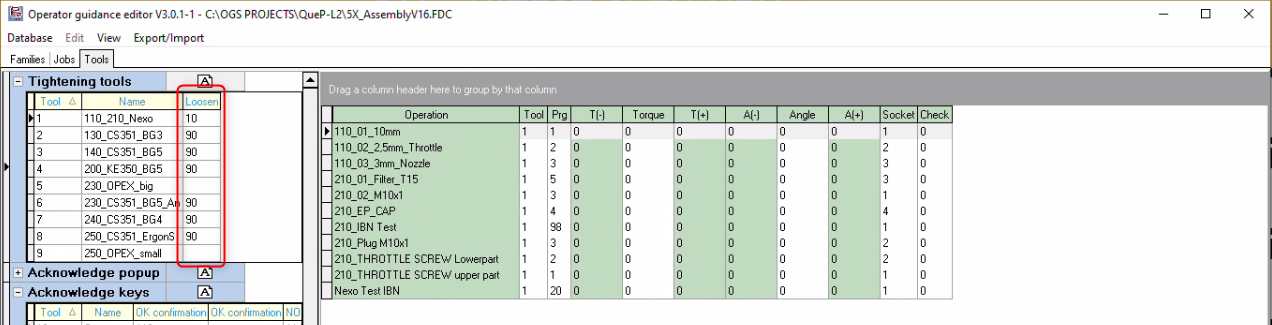 Operator guidance editor V3.0.1-1 - C:\OGS PROJECTS\QueP-L2\5X_AssemblyV16.FDC
Database Edit View Export/Import
Families Jobs Tools
Tightening tools A
Tool Name Loosen
1 110_210_Nexo 10
2 130_CS351_BG3 90
3 140_CS351_BG5 90
4 200_KE350_BG5 90
5 230_OPEX_big
6 230_CS351_BG5_An 90
7 240_CS351_BG4 90
8 250_CS351_ErgonS 90
9 250_OPEX_small
Acknowledge popup A
Acknowledge keys A
Tool Name OK confirmation OK confirmation NO
Drag a column header here to group by that column
Operation Tool Prg T(-) Torque T(+) A(-) Angle A(+) Socket Check
110_01_10mm 1 1 0 0 0 0 0 0 1 0
110_02_2,5mm_Throttle 1 2 0 0 0 0 0 0 2 0
110_03_3mm_Nozzle 1 3 0 0 0 0 0 0 3 0
210_01_Filter_T15 1 5 0 0 0 0 0 0 3 0
210_02_M10x1 1 3 0 0 0 0 0 0 1 0
210_EP_CAP 1 4 0 0 0 0 0 0 4 0
210_IBN Test 1 98 0 0 0 0 0 0 1 0
210_Plug M10x1 1 3 0 0 0 0 0 0 2 0
210_THROTTLE SCREW Lowerpart 1 2 0 0 0 0 0 0 2 0
210_THROTTLE SCREW upper part 1 1 0 0 0 0 0 0 1 0
Nexo Test IBN 1 20 0 0 0 0 0 0 1 0